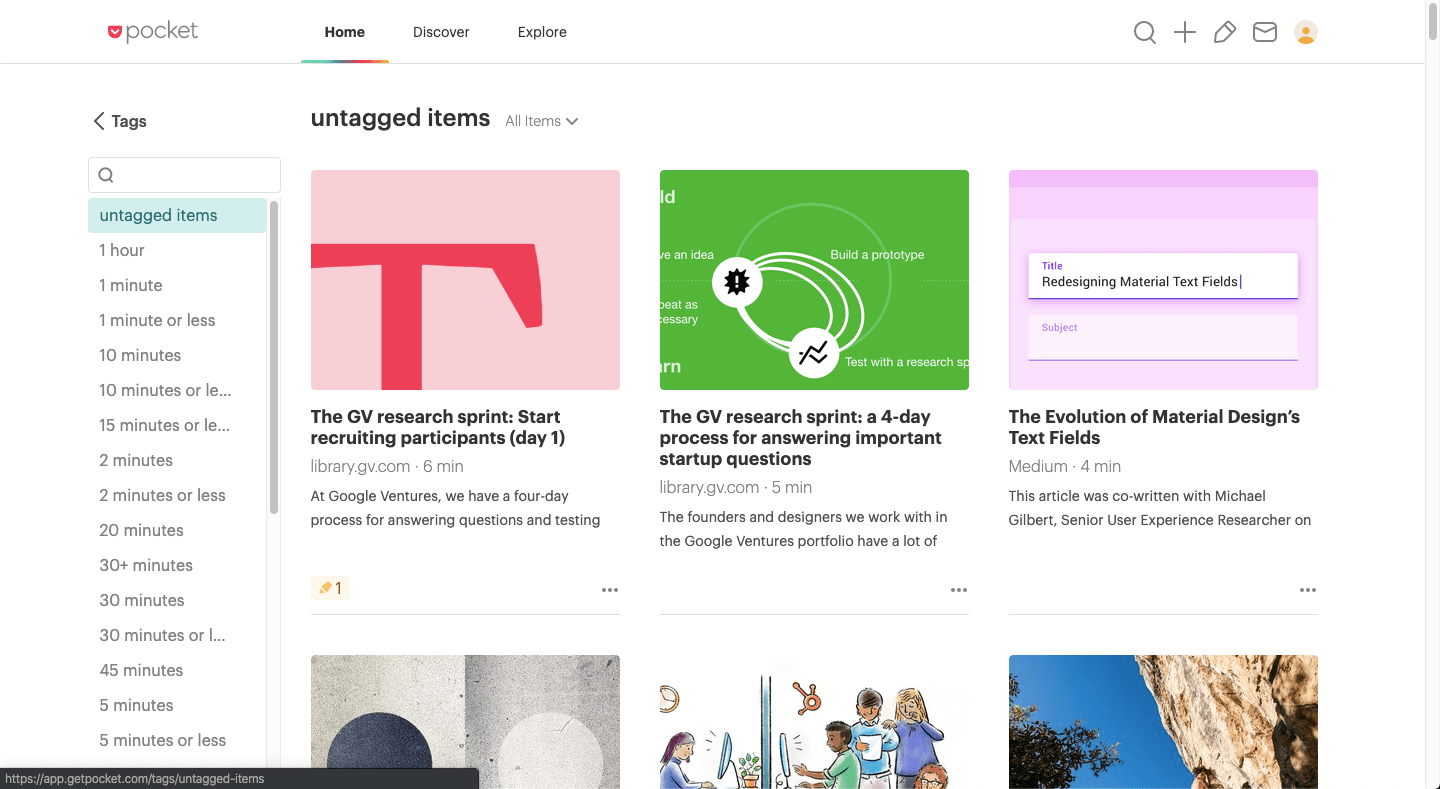 pocket
Home
Discover
Explore
Tags
untagged items
1 hour
1 minute
1 minute or less
10 minutes
10 minutes or le...
15 minutes or le...
2 minutes
2 minutes or less
20 minutes
30+ minutes
30 minutes
30 minutes or l...
45 minutes
5 minutes
5 minutes or less
untagged items All Items
T
The GV research sprint: Start
recruiting participants (day 1)
library.gv.com · 6 min
At Google Ventures, we have a four-day
process for answering questions and testing
1
ld
ve an idea
Build a prototype
peat as
cessary
arn
Test with a research sp
The GV research sprint: a 4-day
process for answering important
startup questions
library.gv.com · 5 min
The founders and designers we work with in
the Google Ventures portfolio have a lot of
Title
Redesigning Material Text Fields
Subject
The Evolution of Material Design’s
Text Fields
Medium · 4 min
This article was co-written with Michael
Gilbert, Senior User Experience Researcher on
https://app.getpocket.com/tags/untagged-items